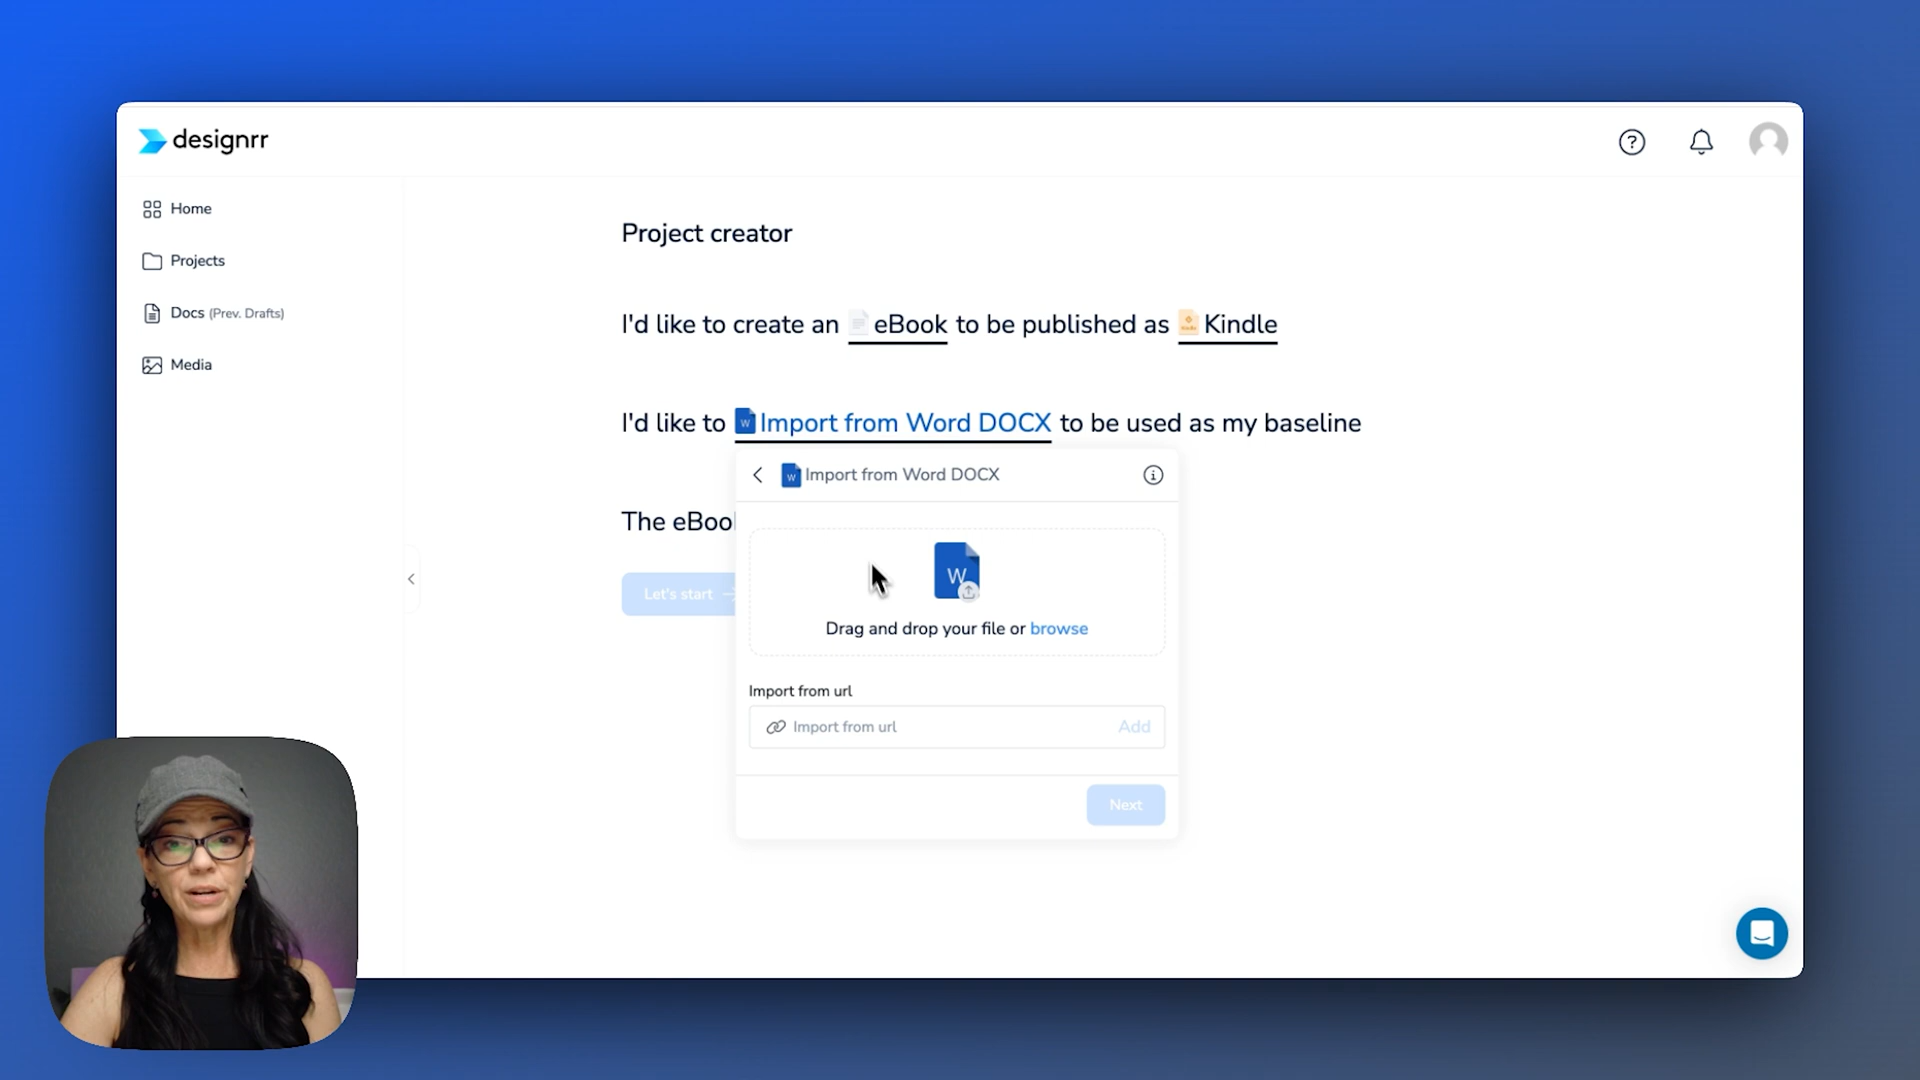 designrr
Home
Projects
Docs (Prev. Drafts)
Media
Project creator
I'd like to create an eBook to be published as Kindle
I'd like to Import from Word DOCX to be used as my baseline
Import from Word DOCX
The eBoo
Let's start
W
Drag and drop your file or browse
Import from url
Import from url Add
Next